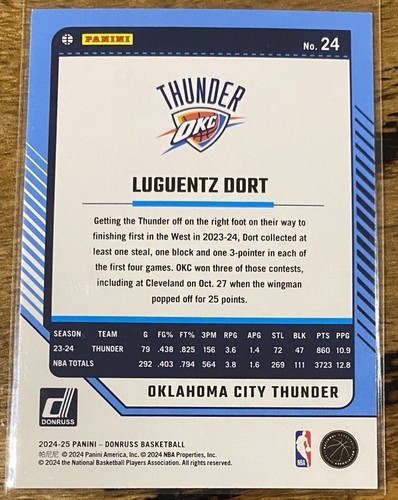 PANINI
No. 24
THUNDER
OKC
LUGUENTZ DORT
Getting the Thunder off on the right foot on their way to
finishing first in the West in 2023-24, Dort collected at
least one steal, one block and one 3-pointer in each of
the first four games. OKC won three of those contests,
including at Cleveland on Oct. 27 when the wingman
popped off for 25 points.
SEASON TEAM G FG% FT% 3PM RPG APG STL BLK PTS PPG
23-24 THUNDER 79 .438 .825 156 3.6 1.4 72 47 860 10.9
NBA TOTALS 292 .403 .794 564 3.8 1.6 269 111 3723 12.8
OKLAHOMA CITY THUNDER
DONRUSS
2024-25 PANINI – DONRUSS BASKETBALL
帕尼尼 © 2024 Panini America, Inc. © 2024 NBA Properties, Inc.
© 2024 the National Basketball Players Association. All rights reserved.
NBA